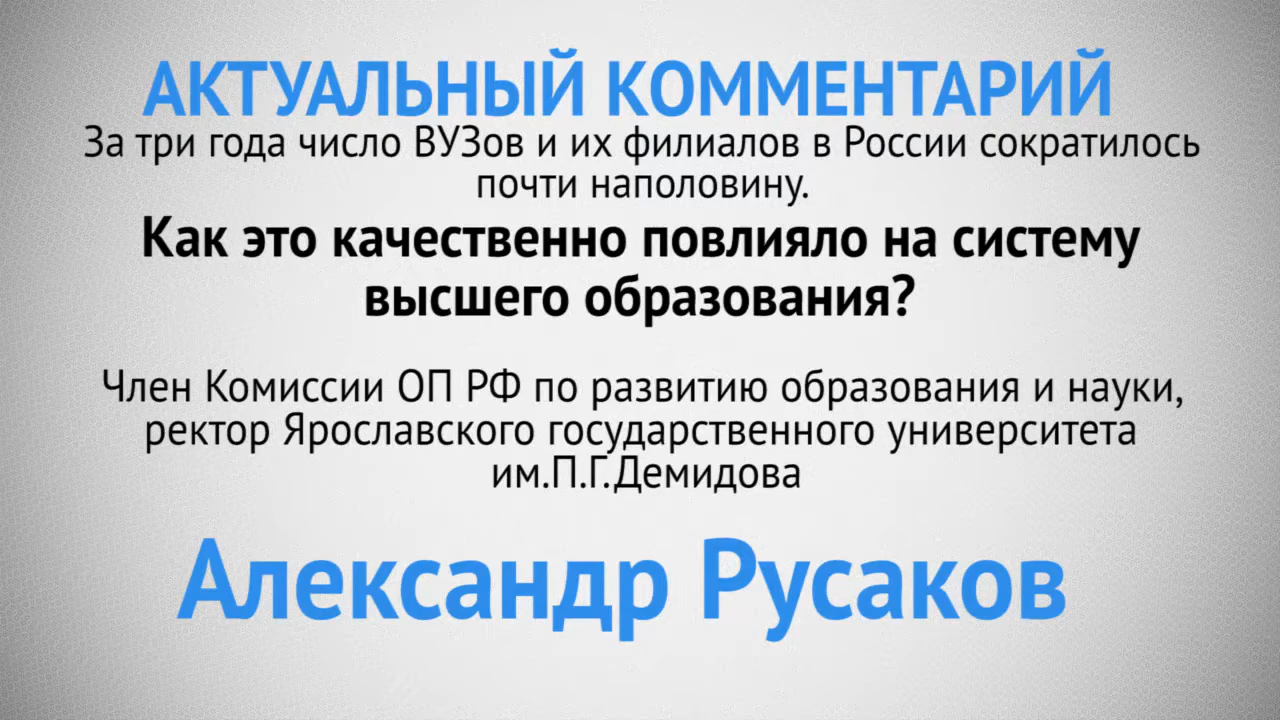 АКТУАЛЬНЫЙ КОММЕНТАРИЙ
За три года число ВУЗов и их филиалов в России сократилось
почти наполовину.
Как это качественно повлияло на систему
высшего образования?
Член Комиссии ОП РФ по развитию образования и науки,
ректор Ярославского государственного университета
им.П.Г.Демидова
Александр Русаков